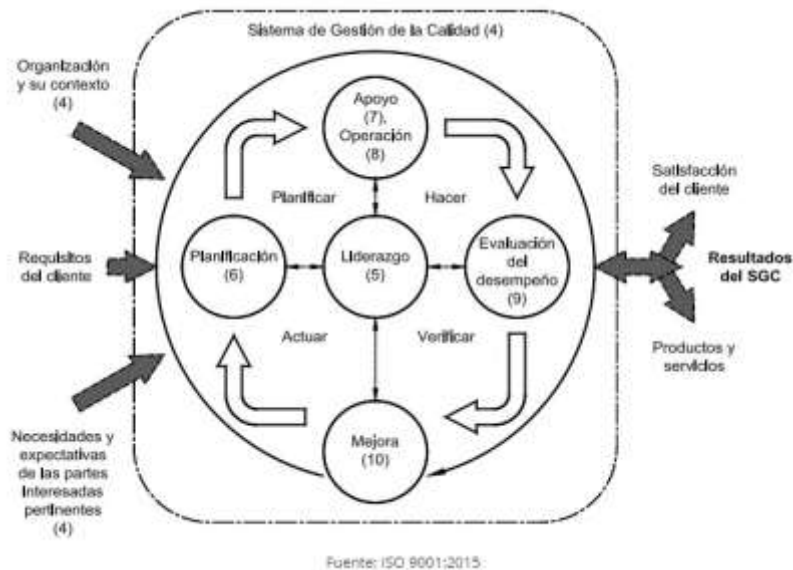 Sistema de Gestión de la Calidad (4)
Organización
y su contexto
(4)
Requisitos
del cliente
Necesidades y
expectativas
de las partes
interesadas
pertinentes
(4)
Apoyo
(7),
Operación
(8)
Planificar
Hacer
Planificación
(6)
Liderazgo
(5)
Evaluación
del
desempeño
(9)
Actuar
Verificar
Mejora
(10)
Satisfacción
del cliente
Resultados
del SGC
Productos y
servicios
Fuente: ISO 9001:2015